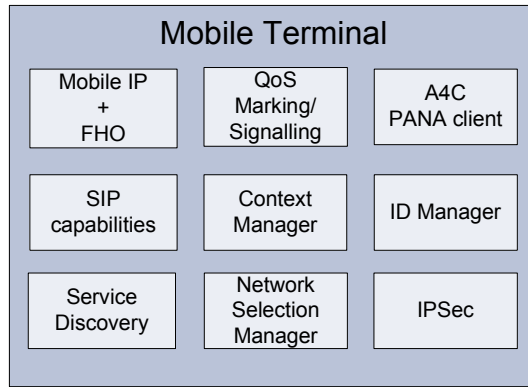 Mobile Terminal
Mobile IP
+
FHO
QoS
Marking/
Signalling
A4C
PANA client
SIP
capabilities
Context
Manager
ID Manager
Service
Discovery
Network
Selection
Manager
IPSec